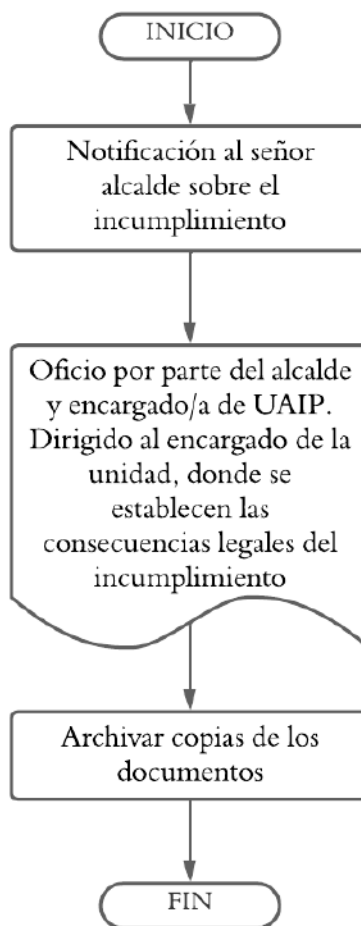 INICIO
Notificación al señor
alcalde sobre el
incumplimiento
Oficio por parte del alcalde
y encargado/a de UAIP.
Dirigido al encargado de la
unidad, donde se
establecen las
consecuencias legales del
incumplimiento
Archivar copias de los
documentos
FIN